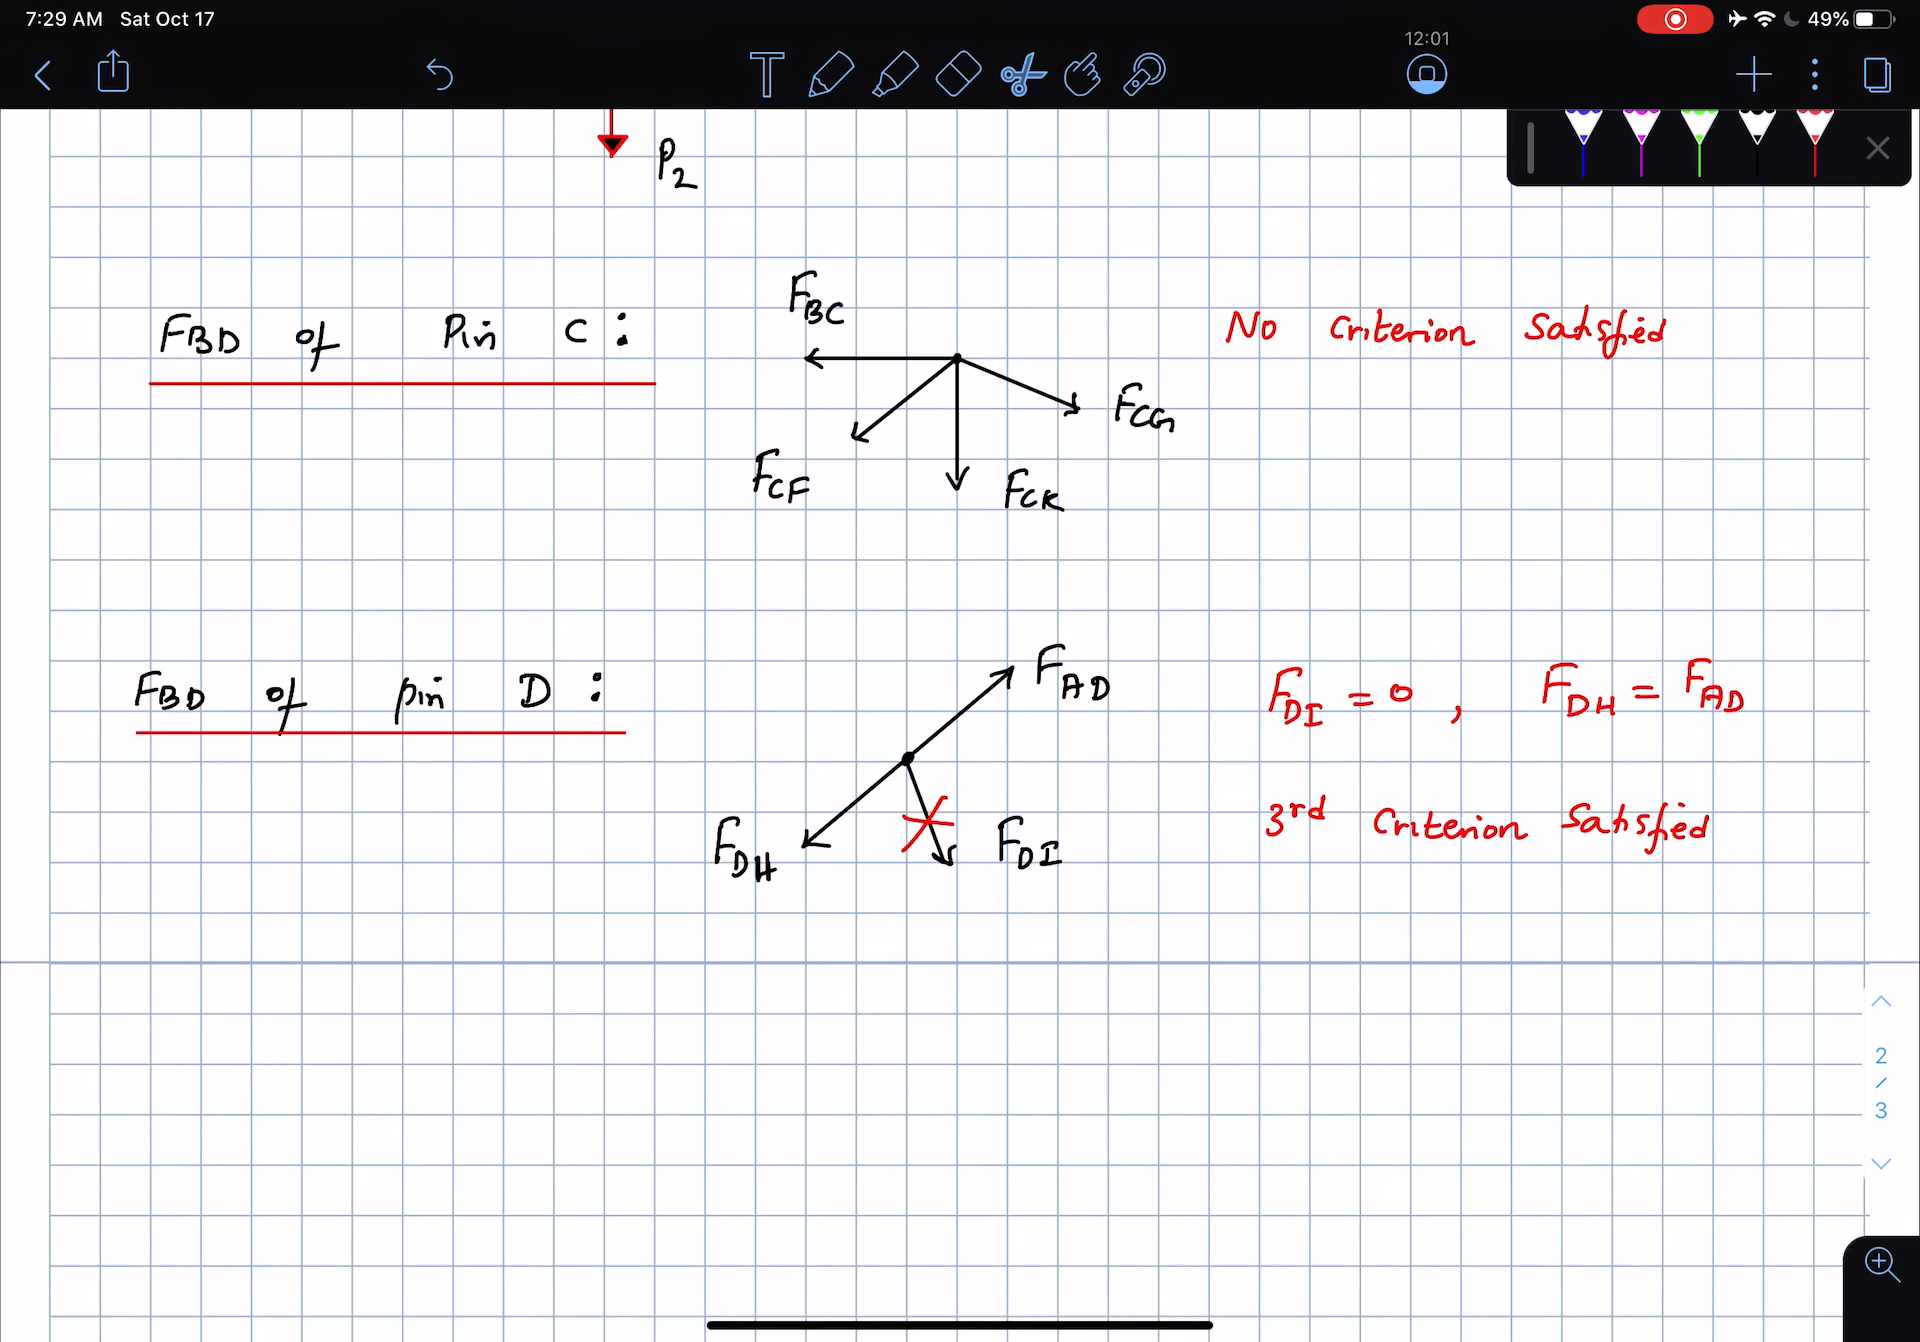 7:29 AM Sat Oct 17
49%
12:01
P2
FBC
FBD of Pin C :
No Criterion Satisfied
FCG
FCF
FCK
FAD
FBD of pin D :
FDI = 0 , FDH = FAD
3rd Criterion Satisfied
FDH
FDI
2
/
3